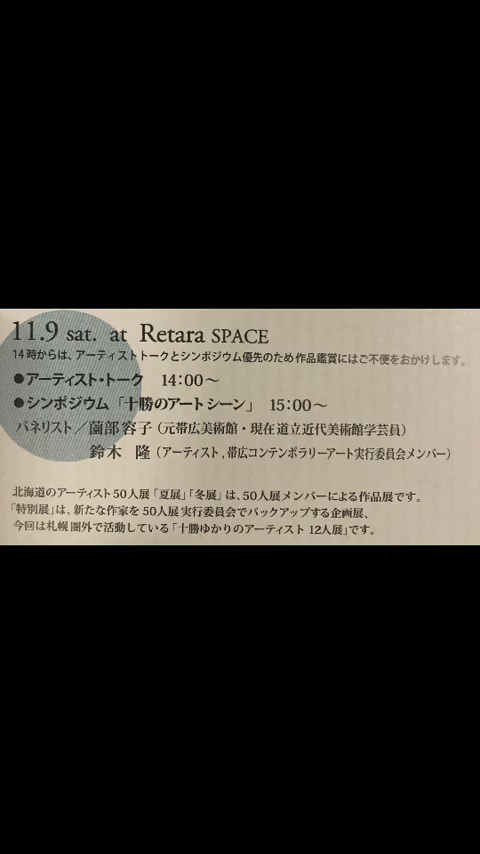 11.9 sat. at Retara SPACE
14時からは、アーティストトークとシンポジウム優先のため作品鑑賞にはご不便をおかけします。
●アーティスト・トーク 14:00～
●シンポジウム「十勝のアートシーン」 15:00～
パネリスト／薗部容子（元帯広美術館・現在道立近代美術館学芸員）
鈴木 隆（アーティスト,帯広コンテンポラリーアート実行委員会メンバー）
北海道のアーティスト50人展「夏展」「冬展」は、50人展メンバーによる作品展です。
「特別展」は、新たな作家を50人展実行委員会でバックアップする企画展、
今回は札幌圏外で活動している「十勝ゆかりのアーティスト 12人展」です。